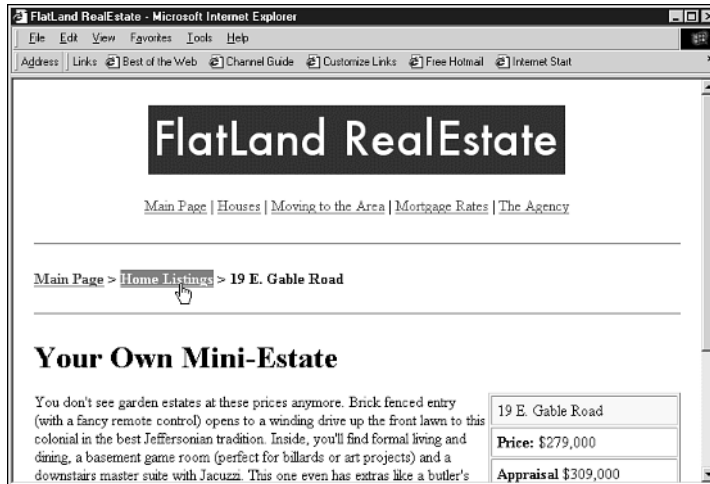 FlatLand RealEstate - Microsoft Internet Explorer
File Edit View Favorites Tools Help
Address Links Best of the Web Channel Guide Customize Links Free Hotmail Internet Start
FlatLand RealEstate
Main Page | Houses | Moving to the Area | Mortgage Rates | The Agency
Main Page > Home Listings > 19 E. Gable Road
Your Own Mini-Estate
You don't see garden estates at these prices anymore. Brick fenced entry
(with a fancy remote control) opens to a winding drive up the front lawn to this
colonial in the best Jeffersonian tradition. Inside, you'll find formal living and
dining, a basement game room (perfect for billards or art projects) and a
downstairs master suite with Jacuzzi. This one even has extras like a butler's
19 E. Gable Road
Price: $279,000
Appraisal $309,000